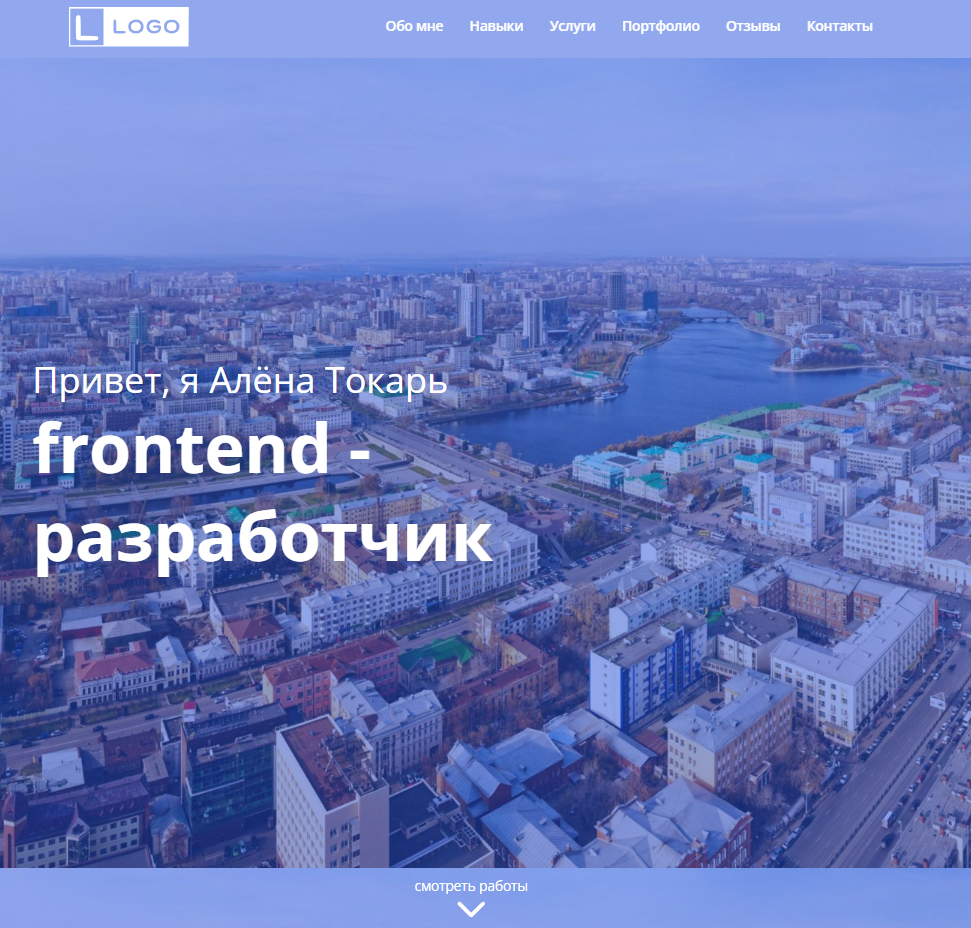 L LOGO
Обо мне Навыки Услуги Портфолио Отзывы Контакты
Привет, я Алёна Токарь
frontend -
разработчик
смотреть работы